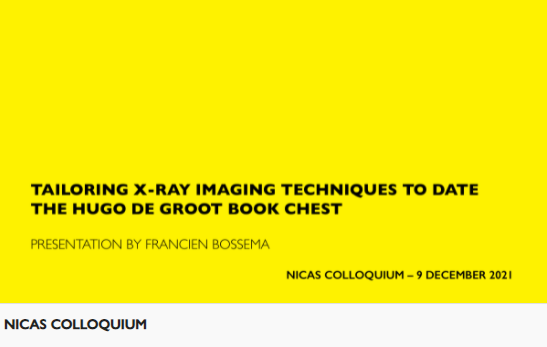 TAILORING X-RAY IMAGING TECHNIQUES TO DATE
THE HUGO DE GROOT BOOK CHEST
PRESENTATION BY FRANCIEN BOSSEMA
NICAS COLLOQUIUM – 9 DECEMBER 2021
NICAS COLLOQUIUM